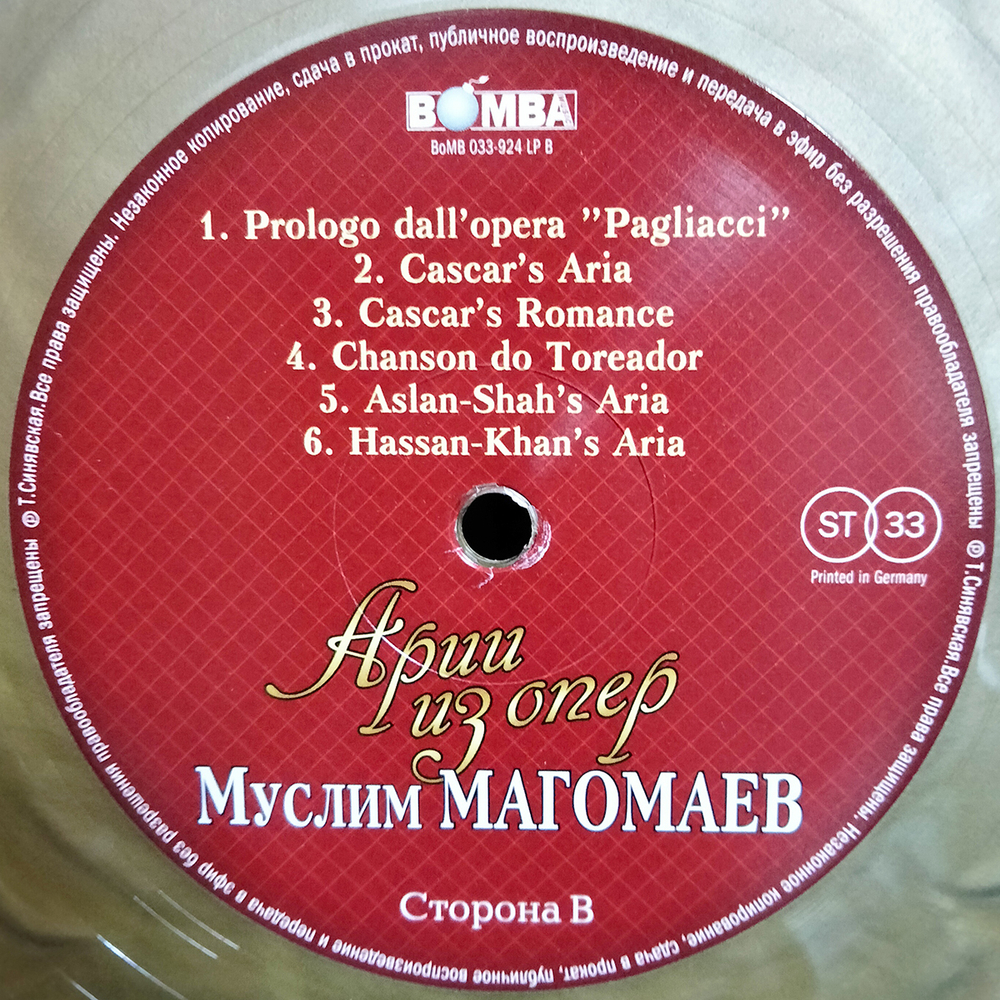 BOMBA
BoMB 033-924 LP B
1. Prologo dall'opera ”Pagliacci”
2. Cascar's Aria
3. Cascar's Romance
4. Chanson do Toreador
5. Aslan-Shah's Aria
6. Hassan-Khan's Aria
ST 33
Printed in Germany
Арии
из опер
Муслим МАГОМАЕВ
Сторона В
℗ Т.Синявская.Все права защищены. Незаконное копирование, сдача в прокат, публичное воспроизведение и передача в эфир без разрешения правообладателя запрещены
℗ Т.Синявская.Все права защищены. Незаконное копирование, сдача в прокат, публичное воспроизведение и передача в эфир без разрешения правообладателя запрещены